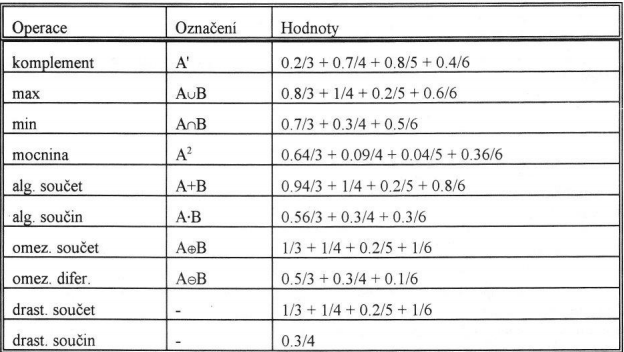 Operace Označení Hodnoty
komplement A' 0.2/3 + 0.7/4 + 0.8/5 + 0.4/6
max A∪B 0.8/3 + 1/4 + 0.2/5 + 0.6/6
min A∩B 0.7/3 + 0.3/4 + 0.5/6
mocnina A² 0.64/3 + 0.09/4 + 0.04/5 + 0.36/6
alg. součet A+B 0.94/3 + 1/4 + 0.2/5 + 0.8/6
alg. součin A·B 0.56/3 + 0.3/4 + 0.3/6
omez. součet A⊕B 1/3 + 1/4 + 0.2/5 + 1/6
omez. difer. A⊖B 0.5/3 + 0.3/4 + 0.1/6
drast. součet - 1/3 + 1/4 + 0.2/5 + 1/6
drast. součin - 0.3/4